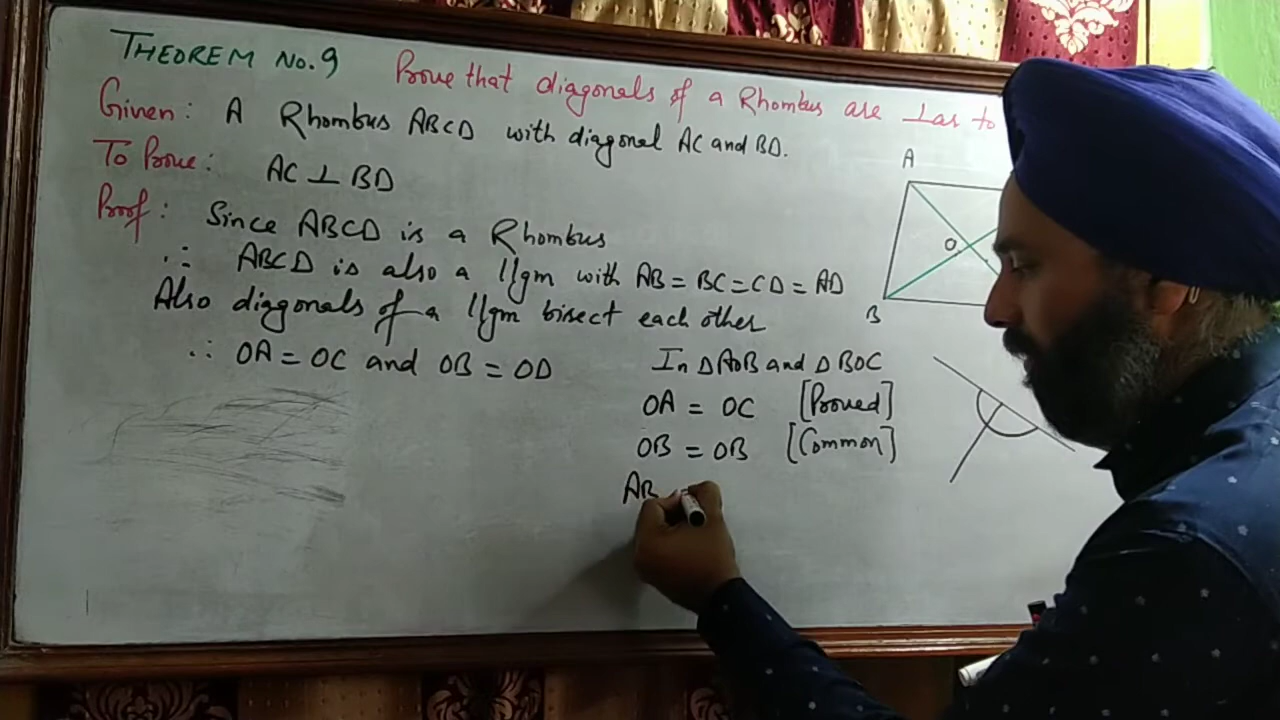 THEOREM NO. 9 Prove that diagonals of a Rhombus are ⊥ars to
Given: A Rhombus ABCD with diagonal AC and BD.
To Prove: AC ⊥ BD
Proof: Since ABCD is a Rhombus
∴ ABCD is also a ||gm with AB = BC = CD = AD
Also diagonals of a ||gm bisect each other
∴ OA = OC and OB = OD
In △AOB and △BOC
OA = OC [Proved]
OB = OB [Common]
AB
A
O
B